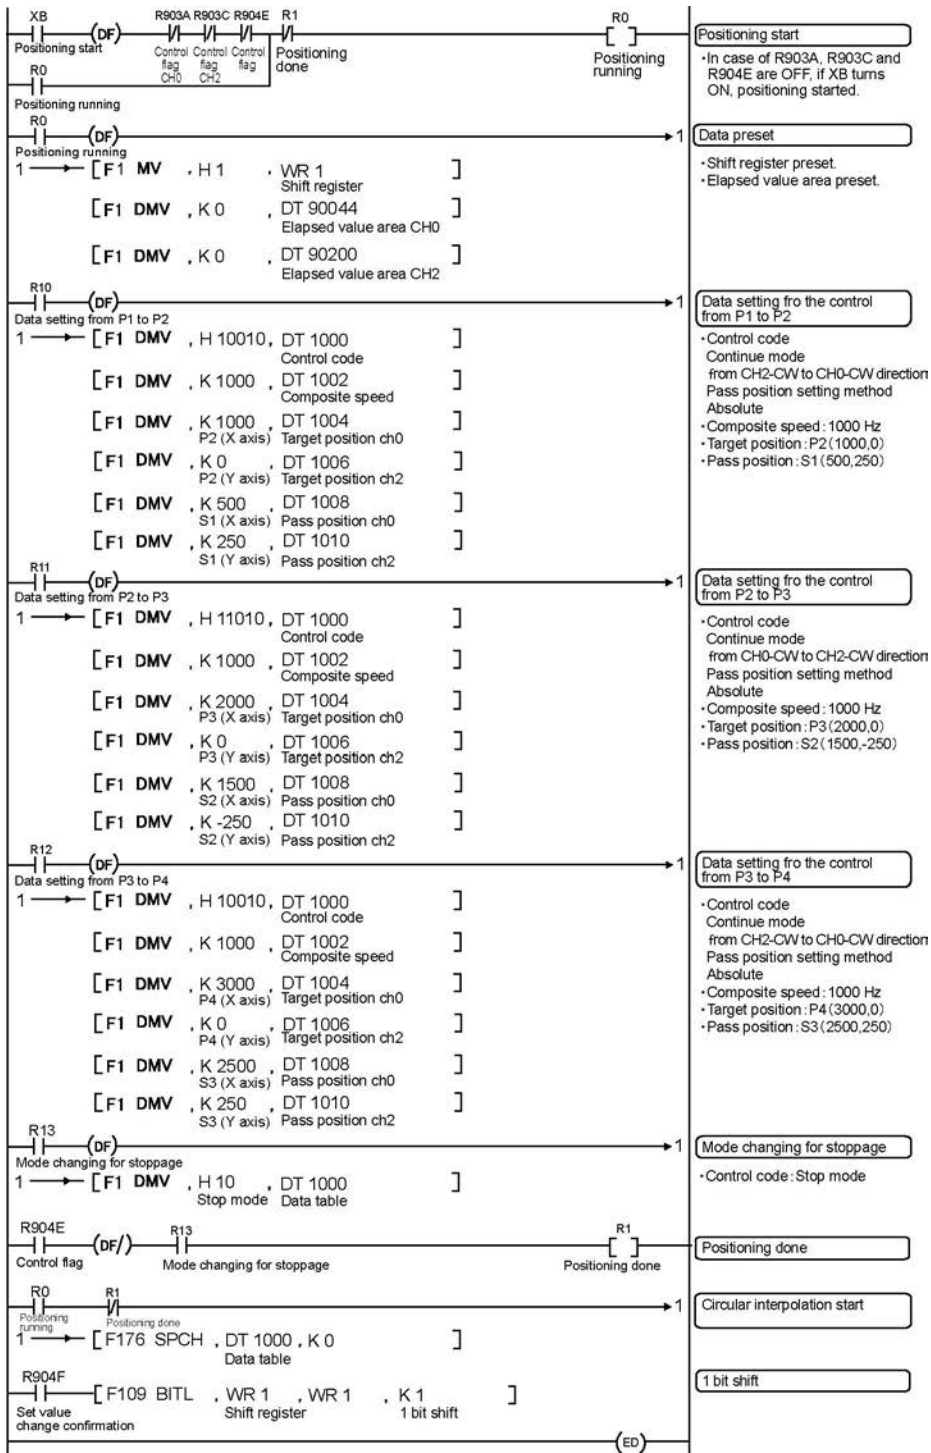 XB
Positioning start
(DF)
R903A R903C R904E R1
Control flag CH0
Control flag CH2
Control flag
Positioning done
R0
Positioning running
R0
Positioning running
Positioning start
・In case of R903A, R903C and
R904E are OFF, if XB turns
ON, positioning started.
R0
(DF)
1
Positioning running
Data preset
・Shift register preset.
・Elapsed value area preset.
1 [F1 MV , H 1 , WR 1 ]
Shift register
[F1 DMV , K 0 , DT 90044 ]
Elapsed value area CH0
[F1 DMV , K 0 , DT 90200 ]
Elapsed value area CH2
R10
(DF)
1
Data setting from P1 to P2
Data setting fro the control
from P1 to P2
・Control code
Continue mode
from CH2-CW to CH0-CW direction
Pass position setting method
Absolute
・Composite speed : 1000 Hz
・Target position : P2(1000,0)
・Pass position : S1(500,250)
1 [F1 DMV , H 10010, DT 1000 ]
Control code
[F1 DMV , K 1000 , DT 1002 ]
Composite speed
[F1 DMV , K 1000 , DT 1004 ]
P2 (X axis) Target position ch0
[F1 DMV , K 0 , DT 1006 ]
P2 (Y axis) Target position ch2
[F1 DMV , K 500 , DT 1008 ]
S1 (X axis) Pass position ch0
[F1 DMV , K 250 , DT 1010 ]
S1 (Y axis) Pass position ch2
R11
(DF)
1
Data setting from P2 to P3
Data setting fro the control
from P2 to P3
・Control code
Continue mode
from CH0-CW to CH2-CW direction
Pass position setting method
Absolute
・Composite speed : 1000 Hz
・Target position : P3(2000,0)
・Pass position : S2(1500,-250)
1 [F1 DMV , H 11010, DT 1000 ]
Control code
[F1 DMV , K 1000 , DT 1002 ]
Composite speed
[F1 DMV , K 2000 , DT 1004 ]
P3 (X axis) Target position ch0
[F1 DMV , K 0 , DT 1006 ]
P3 (Y axis) Target position ch2
[F1 DMV , K 1500 , DT 1008 ]
S2 (X axis) Pass position ch0
[F1 DMV , K -250 , DT 1010 ]
S2 (Y axis) Pass position ch2
R12
(DF)
1
Data setting from P3 to P4
Data setting fro the control
from P3 to P4
・Control code
Continue mode
from CH2-CW to CH0-CW direction
Pass position setting method
Absolute
・Composite speed : 1000 Hz
・Target position : P4(3000,0)
・Pass position : S3(2500,250)
1 [F1 DMV , H 10010, DT 1000 ]
Control code
[F1 DMV , K 1000 , DT 1002 ]
Composite speed
[F1 DMV , K 3000 , DT 1004 ]
P4 (X axis) Target position ch0
[F1 DMV , K 0 , DT 1006 ]
P4 (Y axis) Target position ch2
[F1 DMV , K 2500 , DT 1008 ]
S3 (X axis) Pass position ch0
[F1 DMV , K 250 , DT 1010 ]
S3 (Y axis) Pass position ch2
R13
(DF)
1
Mode changing for stoppage
Mode changing for stoppage
・Control code : Stop mode
1 [F1 DMV , H 10 , DT 1000 ]
Stop mode Data table
R904E
Control flag
(DF/)
R13
Mode changing for stoppage
R1
Positioning done
Positioning done
R0
Positioning running
R1
Positioning done
1
Circular interpolation start
1 [F176 SPCH , DT 1000 , K 0 ]
Data table
R904F
Set value
change confirmation
[F109 BITL , WR 1 , WR 1 , K 1 ]
Shift register 1 bit shift
1 bit shift
(ED)